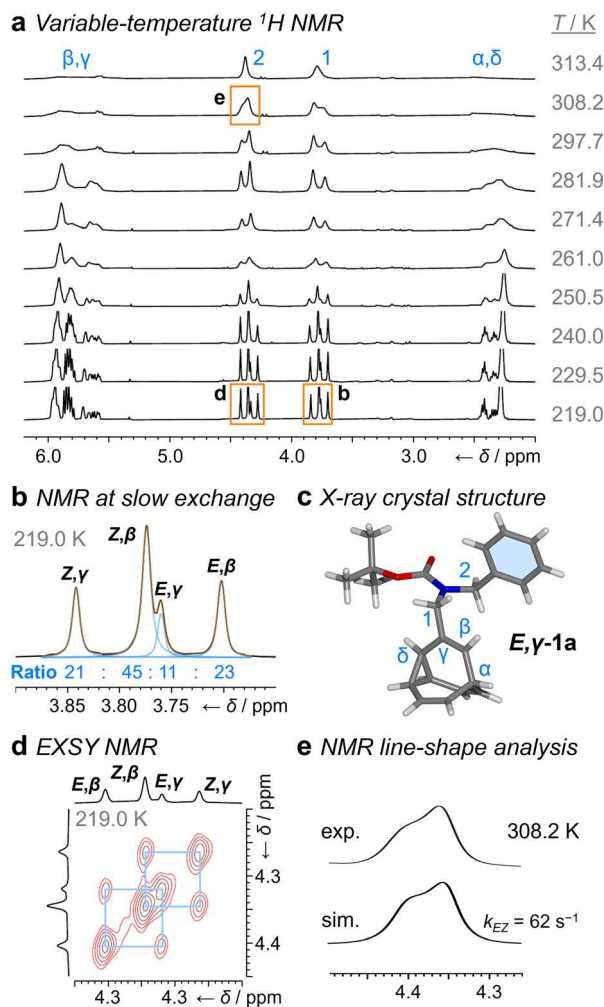 a Variable-temperature ¹H NMR
T / K
β,γ 2 1 α,δ
313.4
e
308.2
297.7
281.9
271.4
261.0
250.5
240.0
229.5
d b
219.0
6.0 5.0 4.0 3.0 ← δ / ppm
b NMR at slow exchange
219.0 K
Z,γ Z,β E,γ E,β
Ratio 21 : 45 : 11 : 23
3.85 3.80 3.75 ← δ / ppm
c X-ray crystal structure
2
1
β
E,γ-1a
δ γ α
d EXSY NMR
E,β Z,β E,γ Z,γ
219.0 K
← δ / ppm
4.3
4.4
4.3 4.3 ← δ / ppm
e NMR line-shape analysis
exp. 308.2 K
sim. kEZ = 62 s⁻¹
4.4 4.3